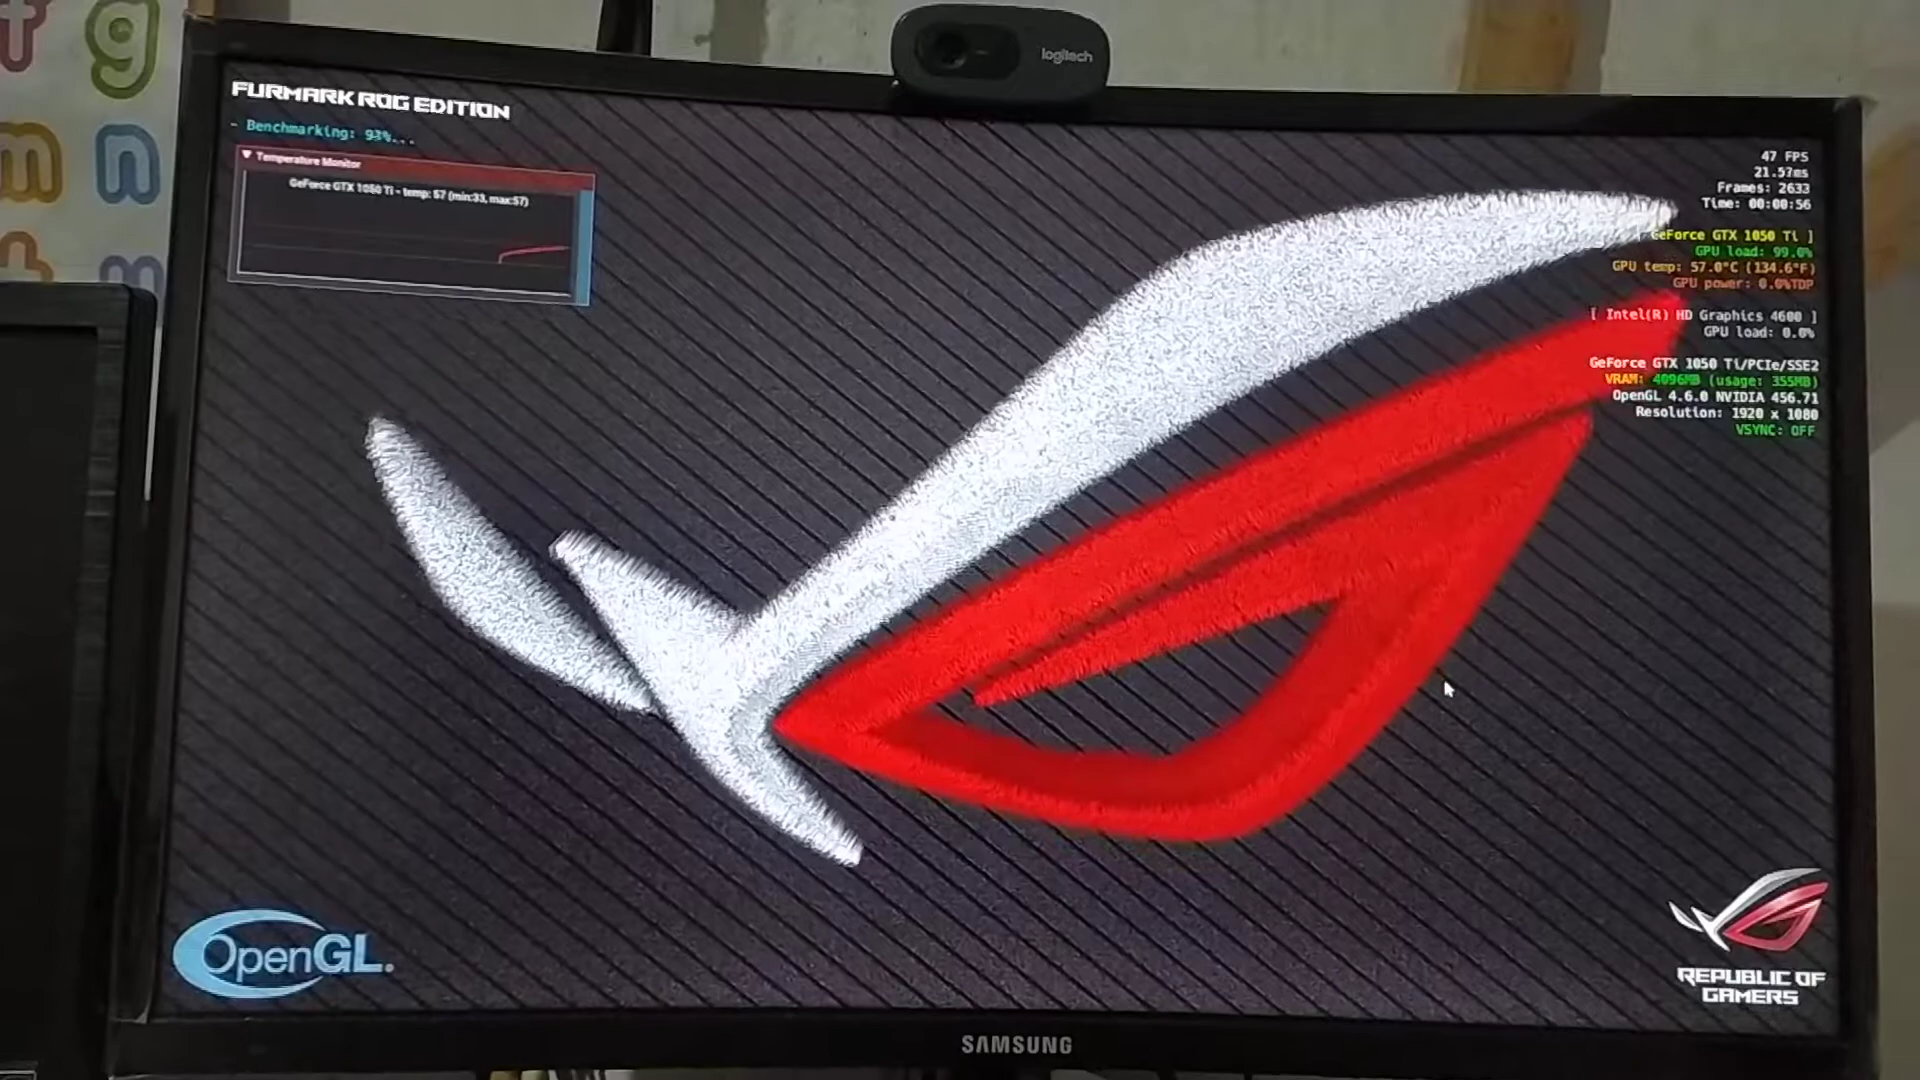 t g
m n
t m
logitech
FURMARK ROG EDITION
- Benchmarking: 93%...
Temperature Monitor
GeForce GTX 1050 Ti - temp: 57 (min:33, max:57)
47 FPS
21.57ms
Frames: 2633
Time: 00:00:56
GeForce GTX 1050 Ti ]
GPU load: 99.0%
GPU temp: 57.0°C (134.6°F)
GPU power: 0.0%TDP
[ Intel(R) HD Graphics 4600 ]
GPU load: 0.0%
GeForce GTX 1050 Ti/PCIe/SSE2
VRAM: 4096MB (usage: 355MB)
OpenGL 4.6.0 NVIDIA 456.71
Resolution: 1920 x 1080
VSYNC: OFF
OpenGL.
REPUBLIC OF
GAMERS
SAMSUNG